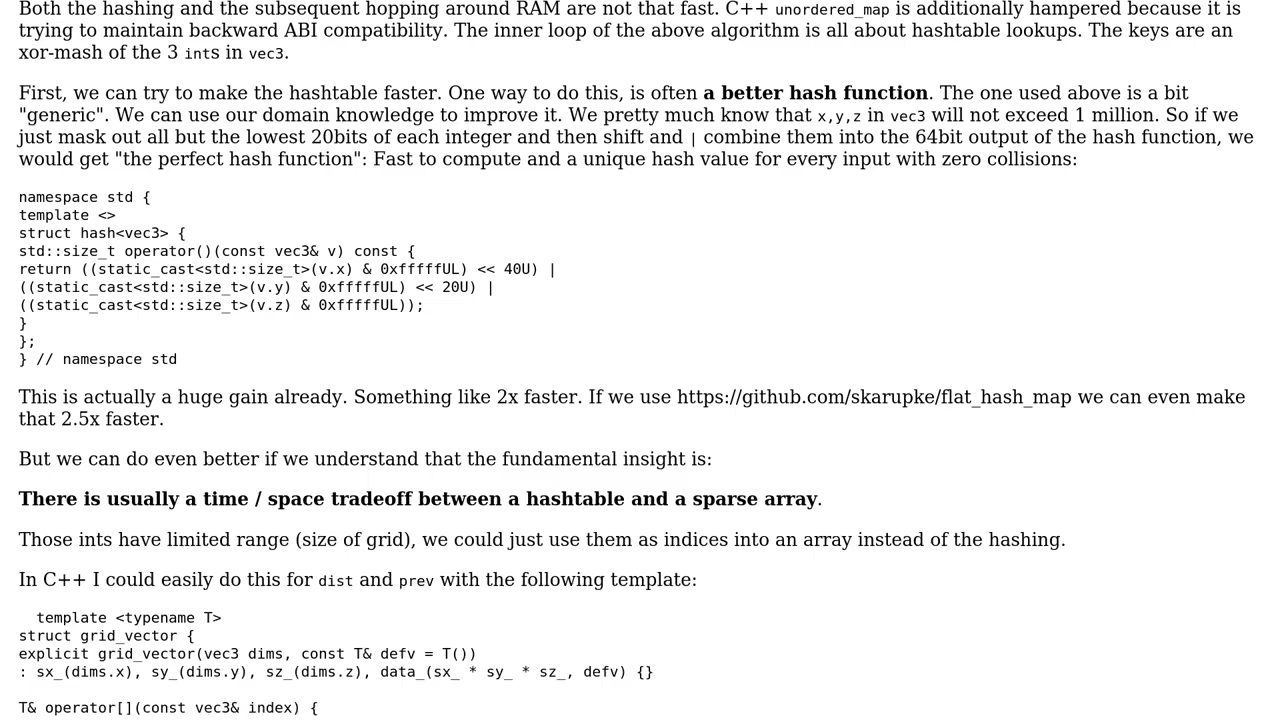 Both the hashing and the subsequent hopping around RAM are not that fast. C++ unordered_map is additionally hampered because it is
trying to maintain backward ABI compatibility. The inner loop of the above algorithm is all about hashtable lookups. The keys are an
xor-mash of the 3 ints in vec3.
First, we can try to make the hashtable faster. One way to do this, is often a better hash function. The one used above is a bit
"generic". We can use our domain knowledge to improve it. We pretty much know that x,y,z in vec3 will not exceed 1 million. So if we
just mask out all but the lowest 20bits of each integer and then shift and | combine them into the 64bit output of the hash function, we
would get "the perfect hash function": Fast to compute and a unique hash value for every input with zero collisions:
namespace std {
template <>
struct hash<vec3> {
std::size_t operator()(const vec3& v) const {
return ((static_cast<std::size_t>(v.x) & 0xfffffUL) << 40U) |
((static_cast<std::size_t>(v.y) & 0xfffffUL) << 20U) |
((static_cast<std::size_t>(v.z) & 0xfffffUL));
}
};
} // namespace std
This is actually a huge gain already. Something like 2x faster. If we use https://github.com/skarupke/flat_hash_map we can even make
that 2.5x faster.
But we can do even better if we understand that the fundamental insight is:
There is usually a time / space tradeoff between a hashtable and a sparse array.
Those ints have limited range (size of grid), we could just use them as indices into an array instead of the hashing.
In C++ I could easily do this for dist and prev with the following template:
template <typename T>
struct grid_vector {
explicit grid_vector(vec3 dims, const T& defv = T())
: sx_(dims.x), sy_(dims.y), sz_(dims.z), data_(sx_ * sy_ * sz_, defv) {}
T& operator[](const vec3& index) {